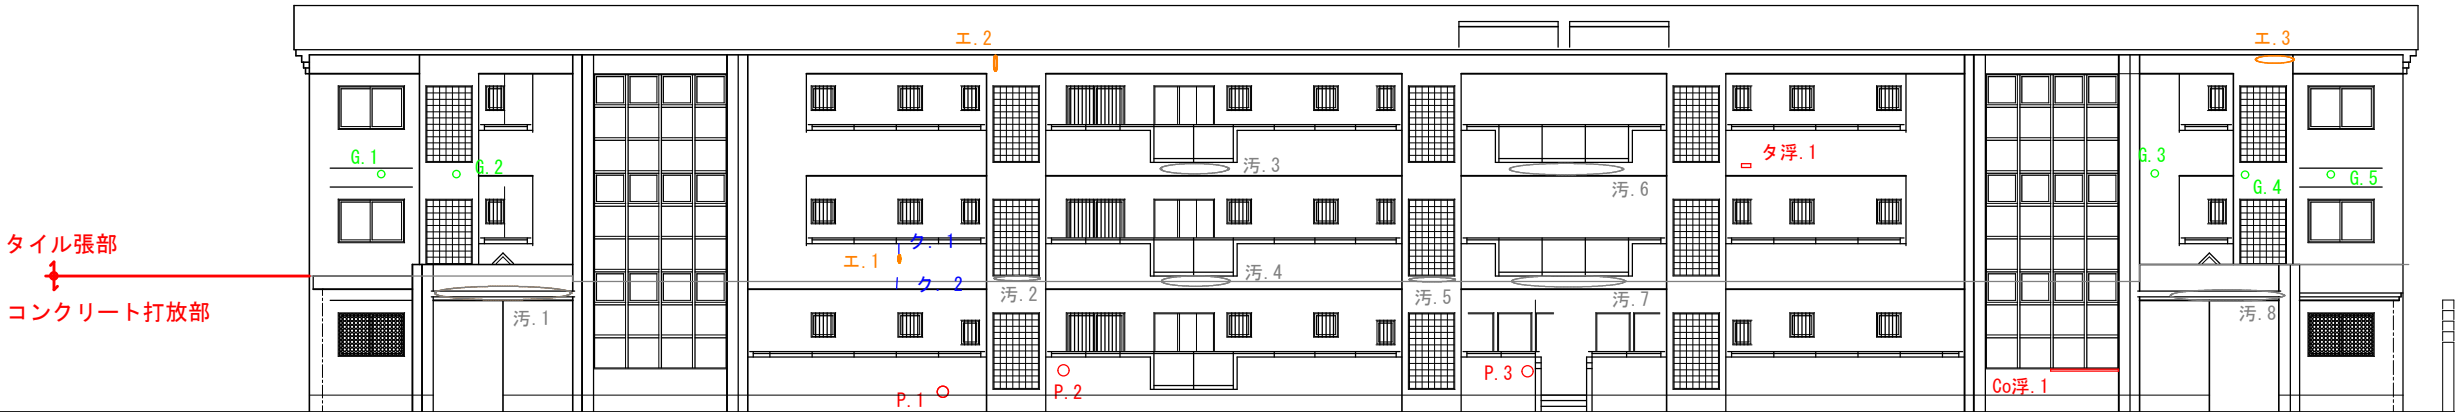 エ.2
エ.3
タ浮.1
G.1
G.2
汚.3
汚.6
G.3
G.4
G.5
タイル張部
ク.1
エ.1
汚.4
ク.2
汚.2
汚.5
汚.7
コンクリート打放部
汚.1
汚.8
P.3
P.1
P.2
Co浮.1